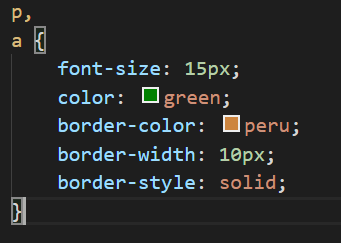 p,
a {
    font-size: 15px;
    color: green;
    border-color: peru;
    border-width: 10px;
    border-style: solid;
}